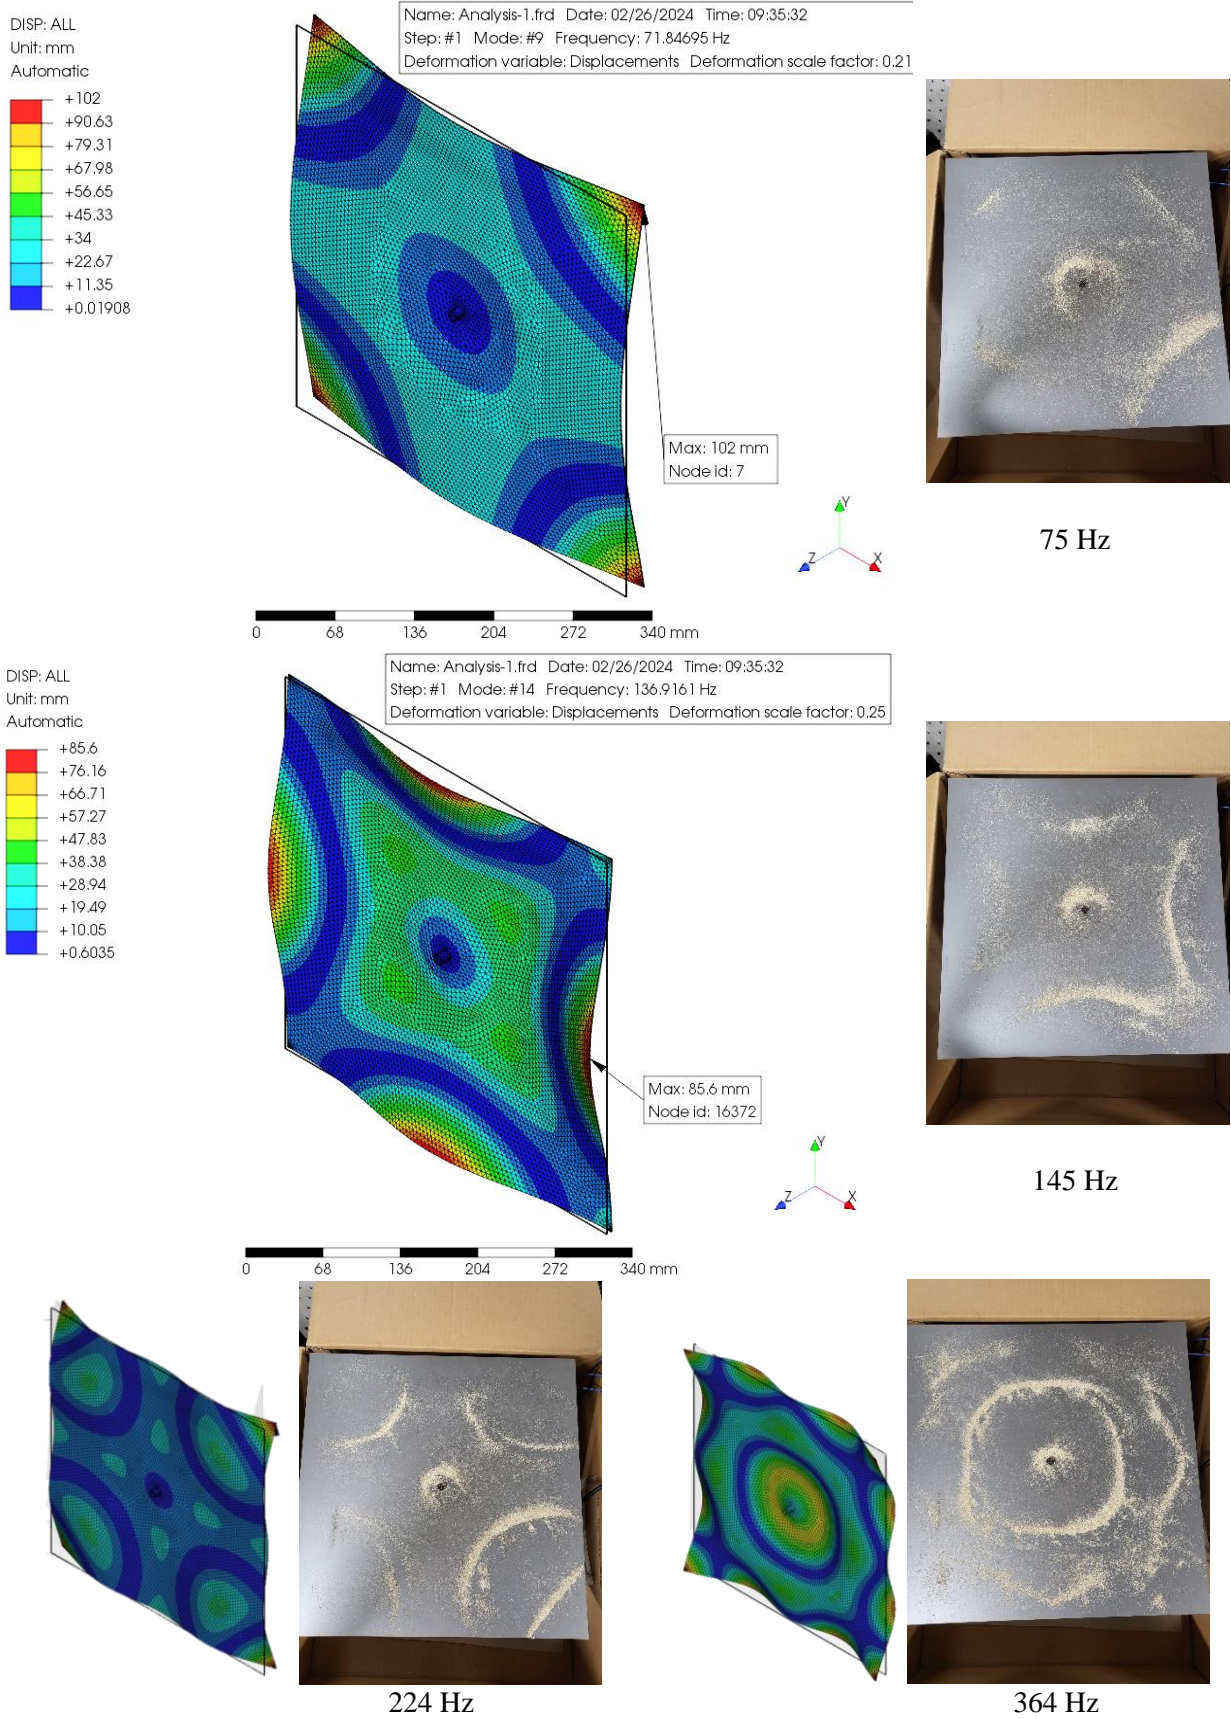 DISP: ALL
Unit: mm
Automatic
+102
+90.63
+79.31
+67.98
+56.65
+45.33
+34
+22.67
+11.35
+0.01908
Name: Analysis-1.frd Date: 02/26/2024 Time: 09:35:32
Step: #1 Mode: #9 Frequency: 71.84695 Hz
Deformation variable: Displacements Deformation scale factor: 0.21
Max: 102 mm
Node id: 7
Y
Z
X
0 68 136 204 272 340 mm
75 Hz
DISP: ALL
Unit: mm
Automatic
+85.6
+76.16
+66.71
+57.27
+47.83
+38.38
+28.94
+19.49
+10.05
+0.6035
Name: Analysis-1.frd Date: 02/26/2024 Time: 09:35:32
Step: #1 Mode: #14 Frequency: 136.9161 Hz
Deformation variable: Displacements Deformation scale factor: 0.25
Max: 85.6 mm
Node id: 16372
Y
Z
X
0 68 136 204 272 340 mm
145 Hz
224 Hz
364 Hz